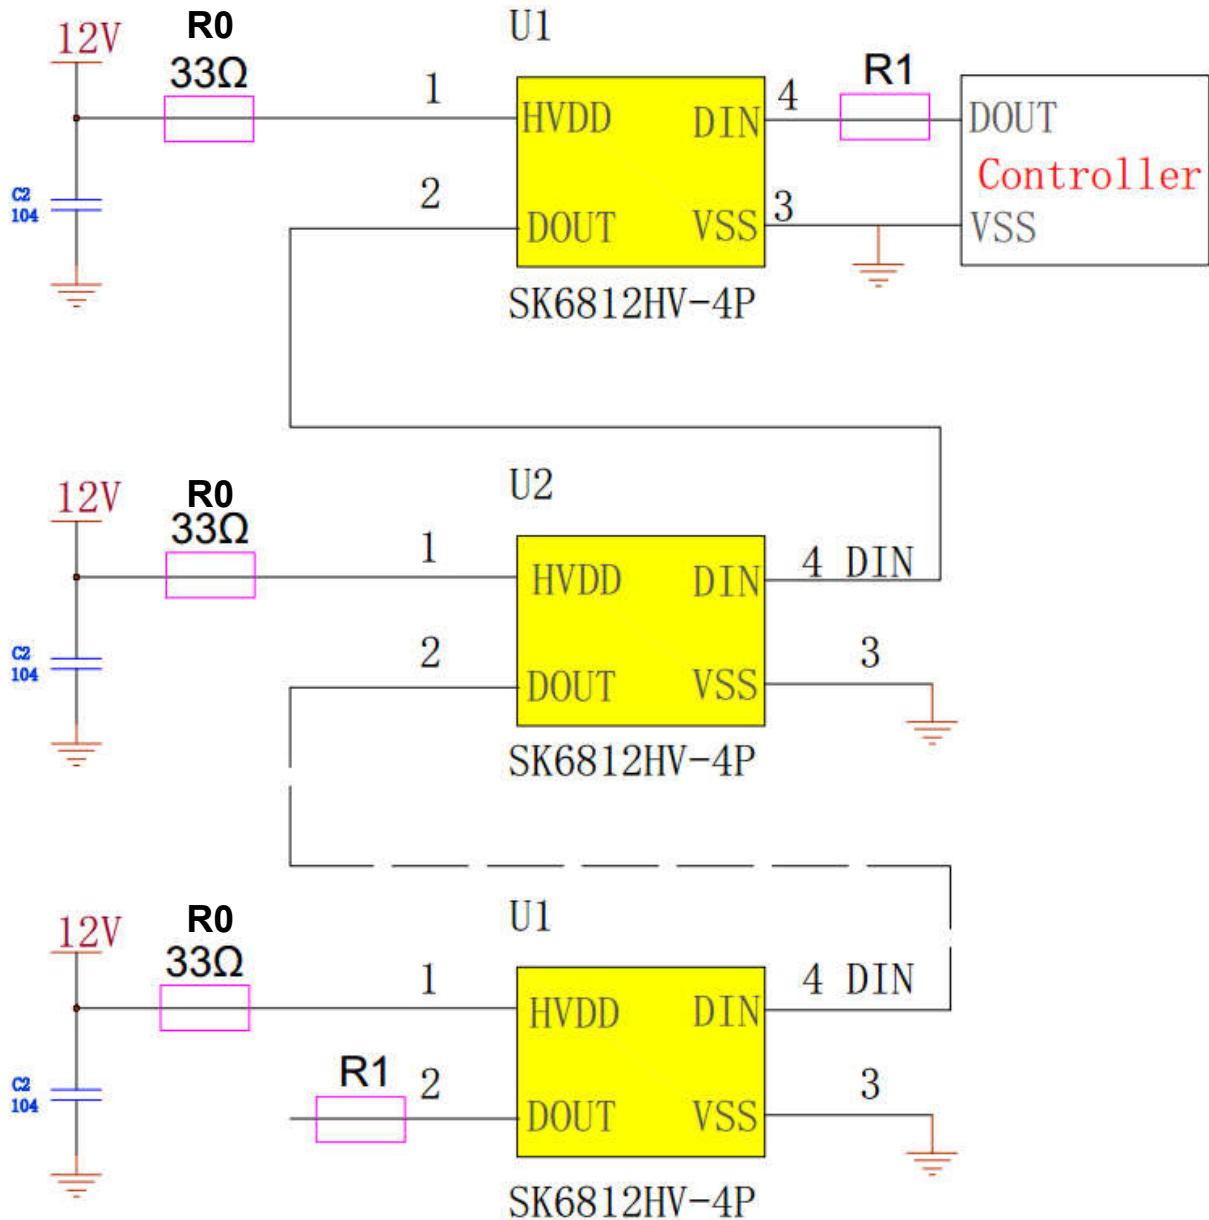 R0
U1
12V
33Ω
R1
1
4
HVDD
DIN
DOUT
Controller
C2
104
2
3
DOUT
VSS
VSS
SK6812HV-4P
R0
U2
12V
33Ω
1
4 DIN
HVDD
DIN
C2
104
2
3
DOUT
VSS
SK6812HV-4P
R0
U1
12V
33Ω
1
4 DIN
HVDD
DIN
C2
104
R1
2
3
DOUT
VSS
SK6812HV-4P